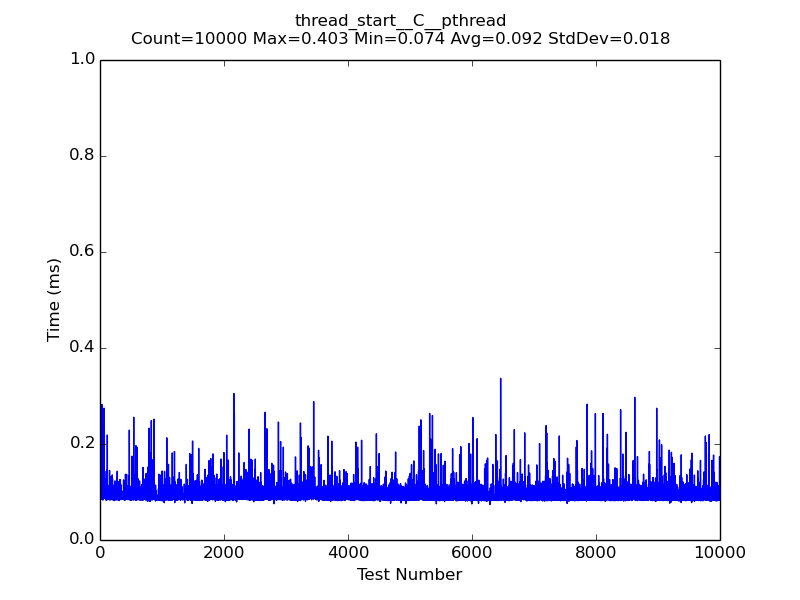 thread_start__C__pthread
Count=10000 Max=0.403 Min=0.074 Avg=0.092 StdDev=0.018
1.0
0.8
0.6
0.4
0.2
0.0
Time (ms)
0 2000 4000 6000 8000 10000
Test Number